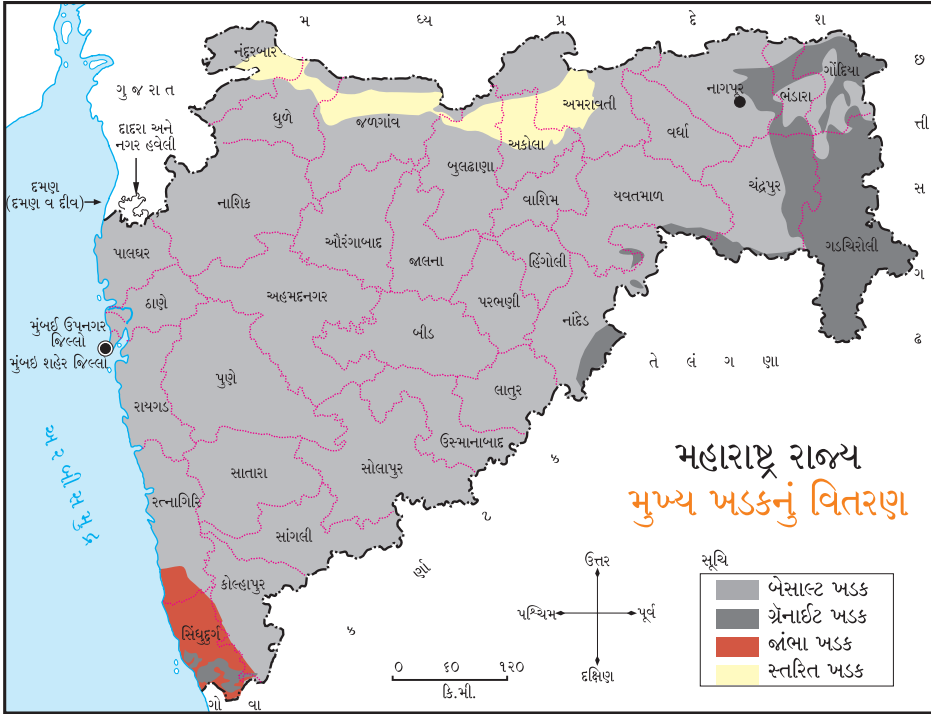 મ ધ્ય પ્ર દે શ
છ ત્તી સ ગ ઢ
ગુ જ રા ત
નંદુરબાર
ગોંદિયા
નાગપૂર
ભંડારા
ધુળે
જળગાંવ
અમરાવતી
વર્ધા
અકોલા
દાદરા અને
નગર હવેલી
બુલઢાણા
દમણ
(દમણ વ દીવ)
નાશિક
વાશિમ
યવતમાળ
ચંદ્રપુર
ઔરંગાબાદ
જાલના
હિંગોલી
ગડચિરોલી
પાલઘર
ઠાણે
અહમદનગર
પરભણી
નાંદેડ
બીડ
મુંબઈ ઉપનગર
જિલ્લો
મુંબઇ શહેર જિલ્લો
તે લં ગ ણા
પુણે
લાતુર
રાયગડ
ઉસ્માનાબાદ
સાતારા
સોલાપુર
રત્નાગિરિ
સાંગલી
કોલ્હાપુર
સિંધુદુર્ગ
અ ર બી સ મુ દ્ર
ક ર્ણા ટ ક
ગો વા
મહારાષ્ટ્ર રાજ્ય
મુખ્ય ખડકનું વિતરણ
ઉત્તર
પશ્ચિમ
પૂર્વ
દક્ષિણ
૦ ૬૦ ૧૨૦
કિ.મી.
સૂચિ
બેસાલ્ટ ખડક
ગ્રૅનાઈટ ખડક
જાંભા ખડક
સ્તરિત ખડક